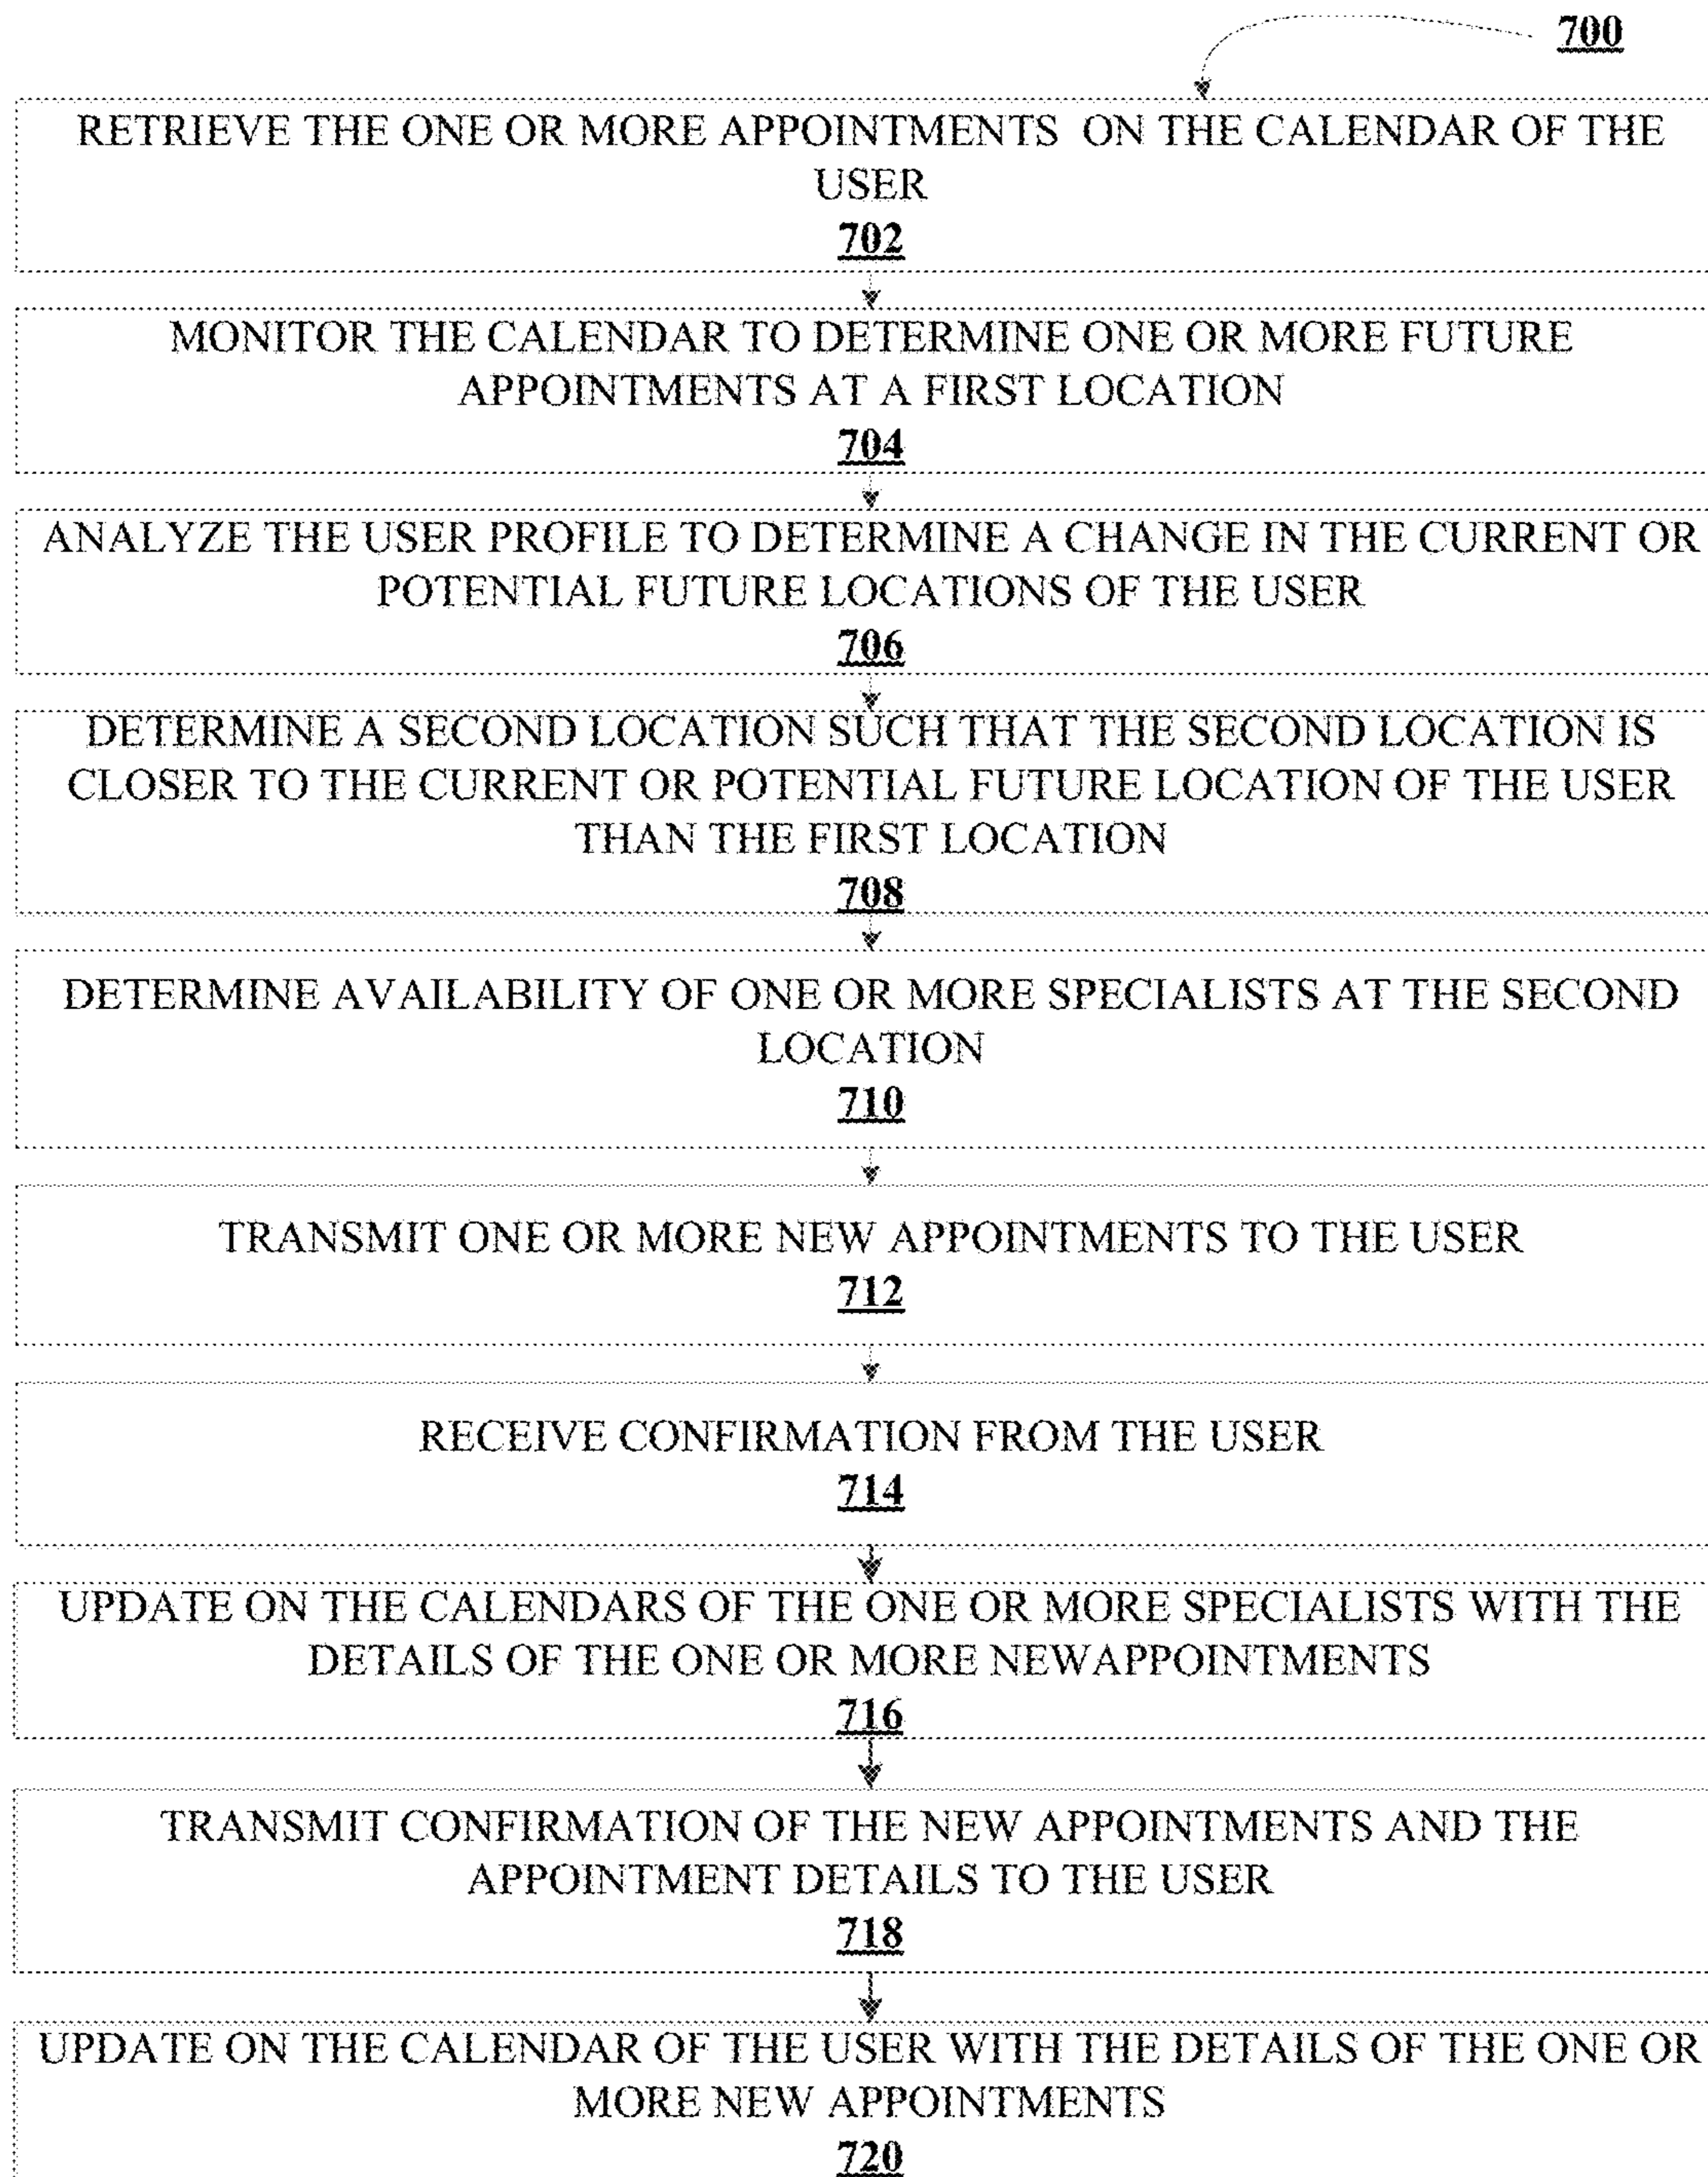 700
RETRIEVE THE ONE OR MORE APPOINTMENTS ON THE CALENDAR OF THE
USER
702
MONITOR THE CALENDAR TO DETERMINE ONE OR MORE FUTURE
APPOINTMENTS AT A FIRST LOCATION
704
ANALYZE THE USER PROFILE TO DETERMINE A CHANGE IN THE CURRENT OR
POTENTIAL FUTURE LOCATIONS OF THE USER
706
DETERMINE A SECOND LOCATION SUCH THAT THE SECOND LOCATION IS
CLOSER TO THE CURRENT OR POTENTIAL FUTURE LOCATION OF THE USER
THAN THE FIRST LOCATION
708
DETERMINE AVAILABILITY OF ONE OR MORE SPECIALISTS AT THE SECOND
LOCATION
710
TRANSMIT ONE OR MORE NEW APPOINTMENTS TO THE USER
712
RECEIVE CONFIRMATION FROM THE USER
714
UPDATE ON THE CALENDARS OF THE ONE OR MORE SPECIALISTS WITH THE
DETAILS OF THE ONE OR MORE NEWAPPOINTMENTS
716
TRANSMIT CONFIRMATION OF THE NEW APPOINTMENTS AND THE
APPOINTMENT DETAILS TO THE USER
718
UPDATE ON THE CALENDAR OF THE USER WITH THE DETAILS OF THE ONE OR
MORE NEW APPOINTMENTS
720